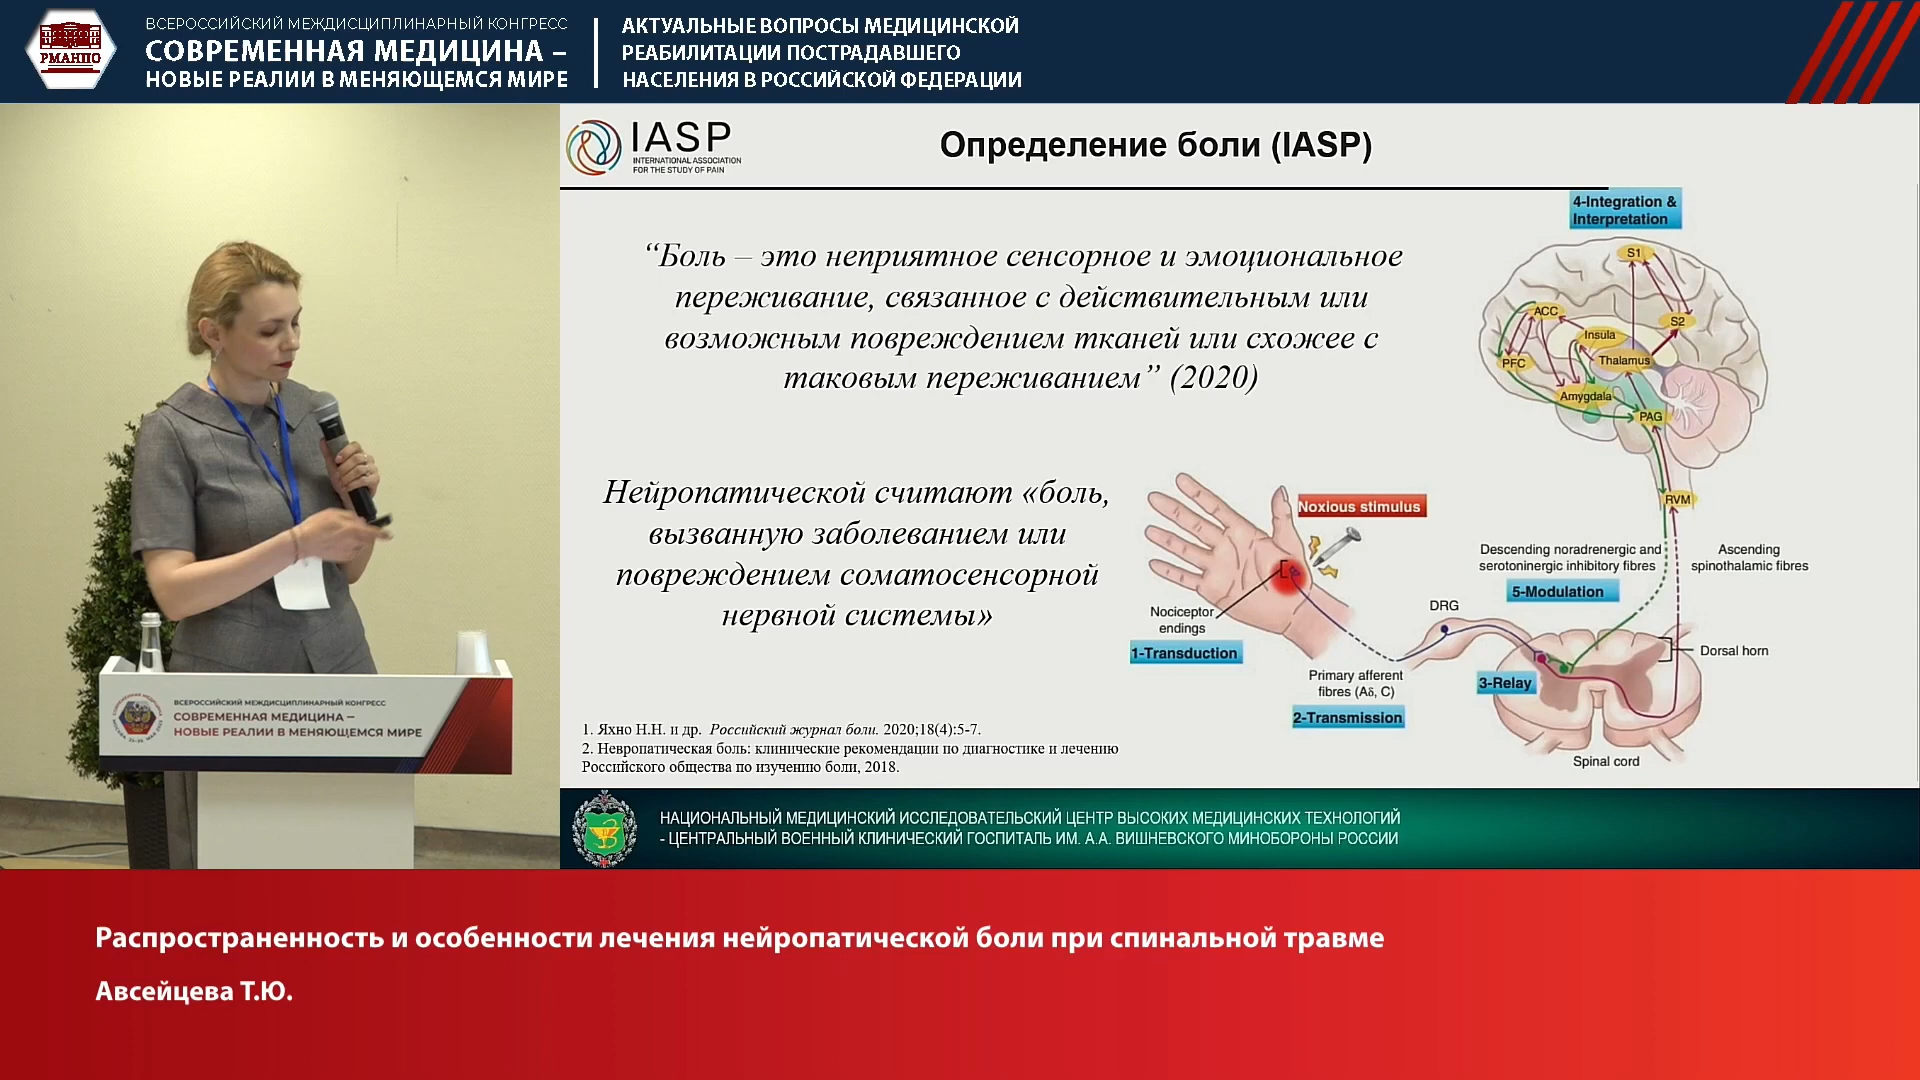 ВСЕРОССИЙСКИЙ МЕЖДИСЦИПЛИНАРНЫЙ КОНГРЕСС
СОВРЕМЕННАЯ МЕДИЦИНА –
НОВЫЕ РЕАЛИИ В МЕНЯЮЩЕМСЯ МИРЕ
РМАНПО
АКТУАЛЬНЫЕ ВОПРОСЫ МЕДИЦИНСКОЙ
РЕАБИЛИТАЦИИ ПОСТРАДАВШЕГО
НАСЕЛЕНИЯ В РОССИЙСКОЙ ФЕДЕРАЦИИ
IASP
INTERNATIONAL ASSOCIATION
FOR THE STUDY OF PAIN
Определение боли (IASP)
“Боль – это неприятное сенсорное и эмоциональное
переживание, связанное с действительным или
возможным повреждением тканей или схожее с
таковым переживанием” (2020)
Нейропатической считают «боль,
вызванную заболеванием или
повреждением соматосенсорной
нервной системы»
4-Integration &
Interpretation
S1
ACC
S2
Insula
PFC
Thalamus
Amygdala
PAG
RVM
Noxious stimulus
Descending noradrenergic and
serotoninergic inhibitory fibres
Ascending
spinothalamic fibres
5-Modulation
Nociceptor
endings
1-Transduction
DRG
Dorsal horn
Primary afferent
fibres (Aδ, C)
3-Relay
2-Transmission
Spinal cord
1. Яхно Н.Н. и др. Российский журнал боли. 2020;18(4):5-7.
2. Невропатическая боль: клинические рекомендации по диагностике и лечению
Российского общества по изучению боли, 2018.
НАЦИОНАЛЬНЫЙ МЕДИЦИНСКИЙ ИССЛЕДОВАТЕЛЬСКИЙ ЦЕНТР ВЫСОКИХ МЕДИЦИНСКИХ ТЕХНОЛОГИЙ
- ЦЕНТРАЛЬНЫЙ ВОЕННЫЙ КЛИНИЧЕСКИЙ ГОСПИТАЛЬ ИМ. А.А. ВИШНЕВСКОГО МИНОБОРОНЫ РОССИИ
ВСЕРОССИЙСКИЙ МЕЖДИСЦИПЛИНАРНЫЙ КОНГРЕСС
СОВРЕМЕННАЯ МЕДИЦИНА –
НОВЫЕ РЕАЛИИ В МЕНЯЮЩЕМСЯ МИРЕ
Распространенность и особенности лечения нейропатической боли при спинальной травме
Авсейцева Т.Ю.